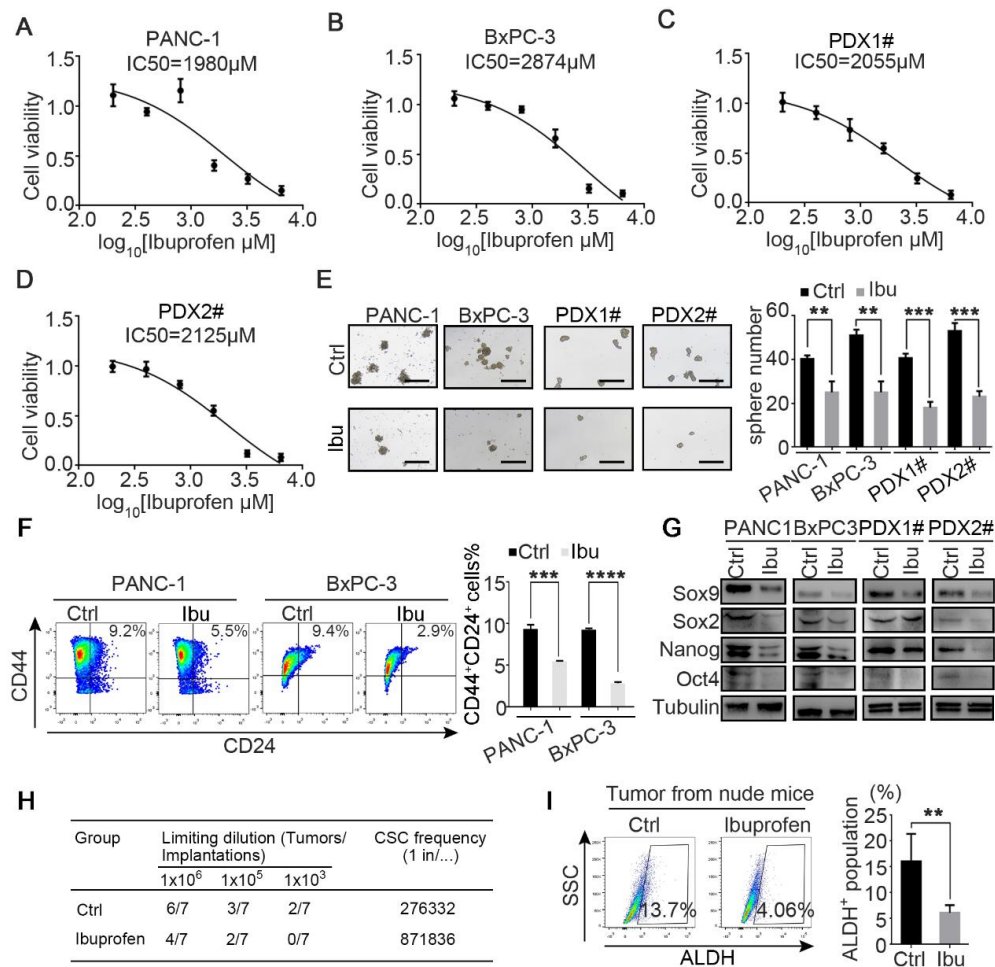 A
PANC-1
IC50=1980µM
Cell viability
1.5
1.0
0.5
0.0
2.0 2.5 3.0 3.5 4.0
log10[Ibuprofen µM]
B
BxPC-3
IC50=2874µM
Cell viability
1.5
1.0
0.5
0.0
2.0 2.5 3.0 3.5 4.0
log10[Ibuprofen µM]
C
PDX1#
IC50=2055µM
Cell viability
1.5
1.0
0.5
0.0
2.0 2.5 3.0 3.5 4.0
log10[Ibuprofen µM]
D
PDX2#
IC50=2125µM
Cell viability
1.5
1.0
0.5
0.0
2.0 2.5 3.0 3.5 4.0
log10[Ibuprofen µM]
E
PANC-1 BxPC-3 PDX1# PDX2#
Ctrl
Ibu
Ctrl Ibu
** ** *** ***
sphere number
60
40
20
0
PANC-1 BxPC-3 PDX1# PDX2#
F
PANC-1 BxPC-3
Ctrl Ibu Ctrl Ibu
9.2% 5.5% 9.4% 2.9%
CD44
CD24
Ctrl Ibu
*** ****
CD44+CD24+ cells%
15
10
5
0
PANC-1 BxPC-3
G
PANC1 BxPC3 PDX1# PDX2#
Ctrl Ibu Ctrl Ibu Ctrl Ibu Ctrl Ibu
Sox9
Sox2
Nanog
Oct4
Tubulin
H
Group Limiting dilution (Tumors/ CSC frequency
Implantations) (1 in/...)
1x10⁶ 1x10⁵ 1x10³
Ctrl 6/7 3/7 2/7 276332
Ibuprofen 4/7 2/7 0/7 871836
I
Tumor from nude mice
Ctrl Ibuprofen
SSC
13.7% 4.06%
ALDH
(%)
**
ALDH+ population
25
20
15
10
5
0
Ctrl Ibu